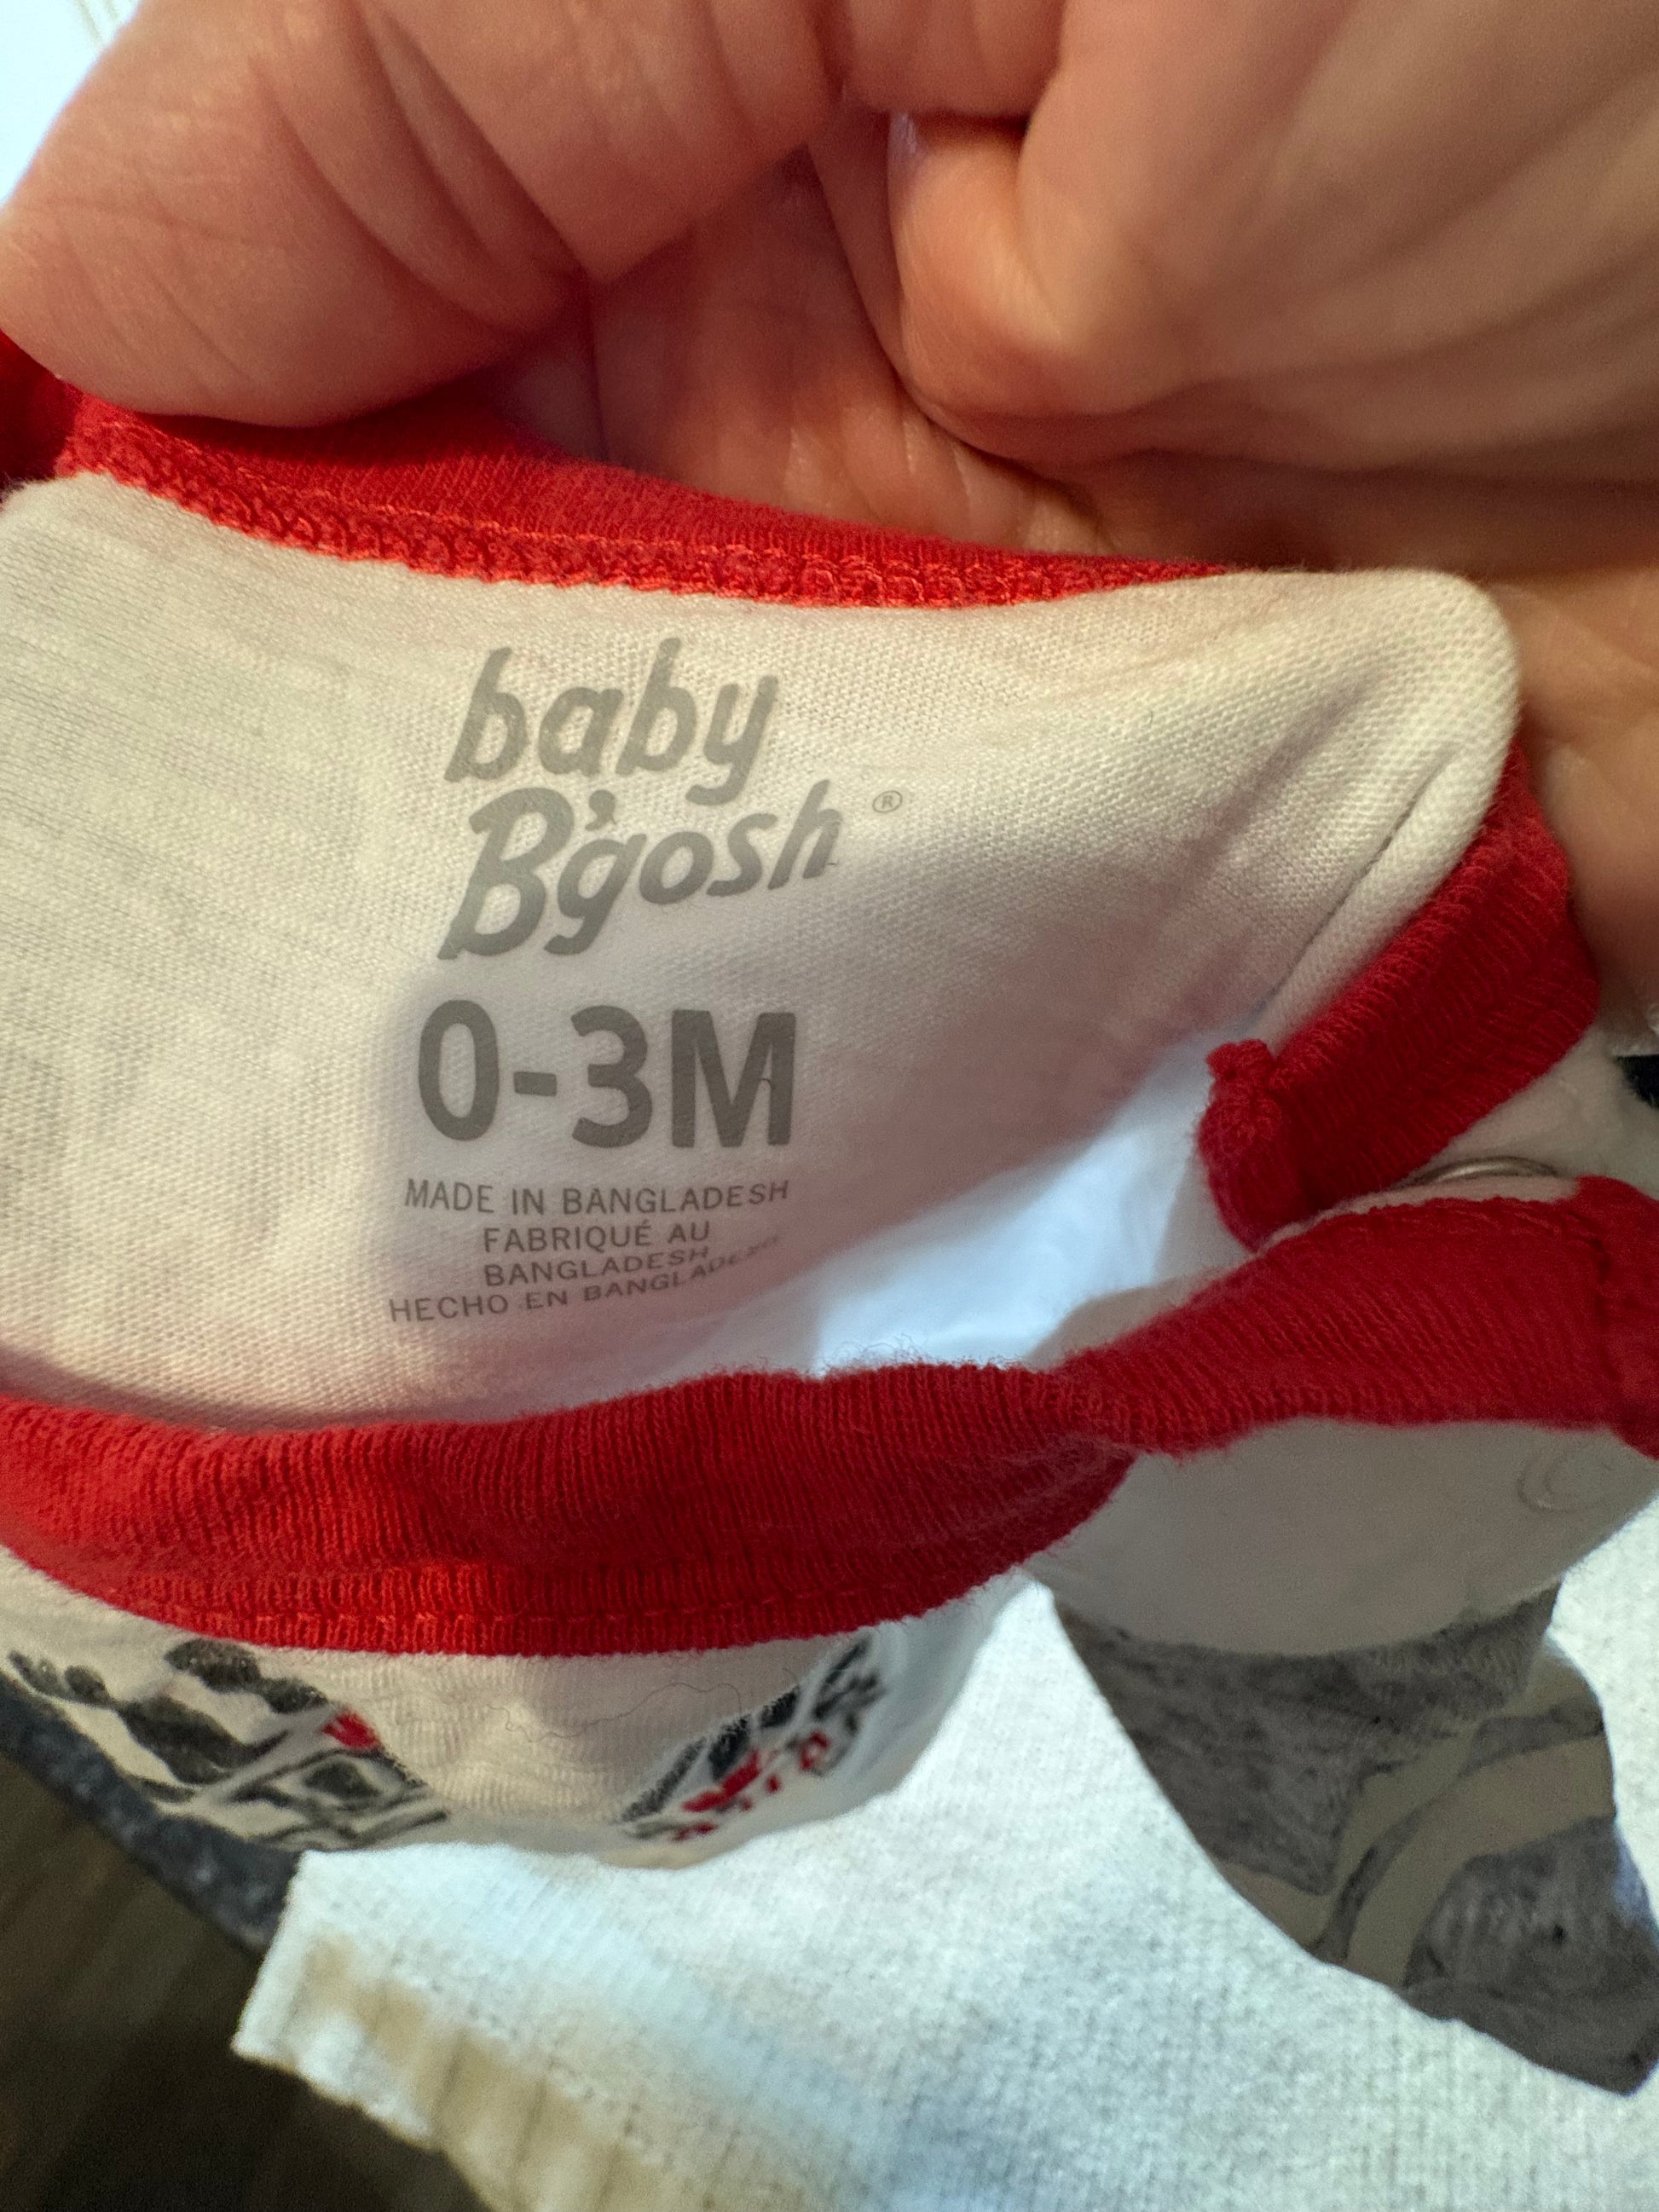 baby
B'gosh®
0-3M
MADE IN BANGLADESH
FABRIQUÉ AU
BANGLADESH
HECHO EN BANGLADESH